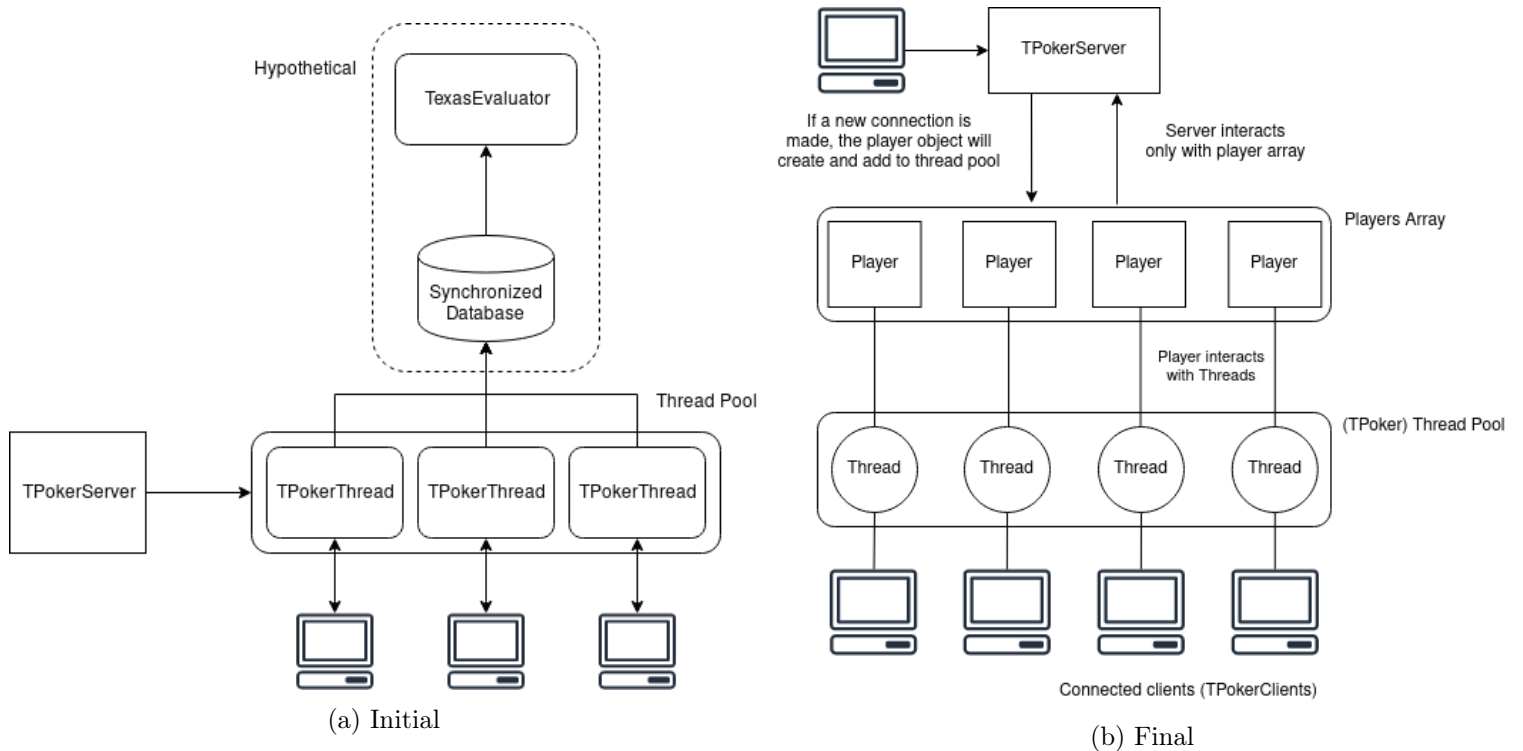 Hypothetical
TexasEvaluator
Synchronized
Database
Thread Pool
TPokerServer
TPokerThread
TPokerThread
TPokerThread
(a) Initial
TPokerServer
If a new connection is
made, the player object will
create and add to thread pool
Server interacts
only with player array
Players Array
Player
Player
Player
Player
Player interacts
with Threads
(TPoker) Thread Pool
Thread
Thread
Thread
Thread
Connected clients (TPokerClients)
(b) Final